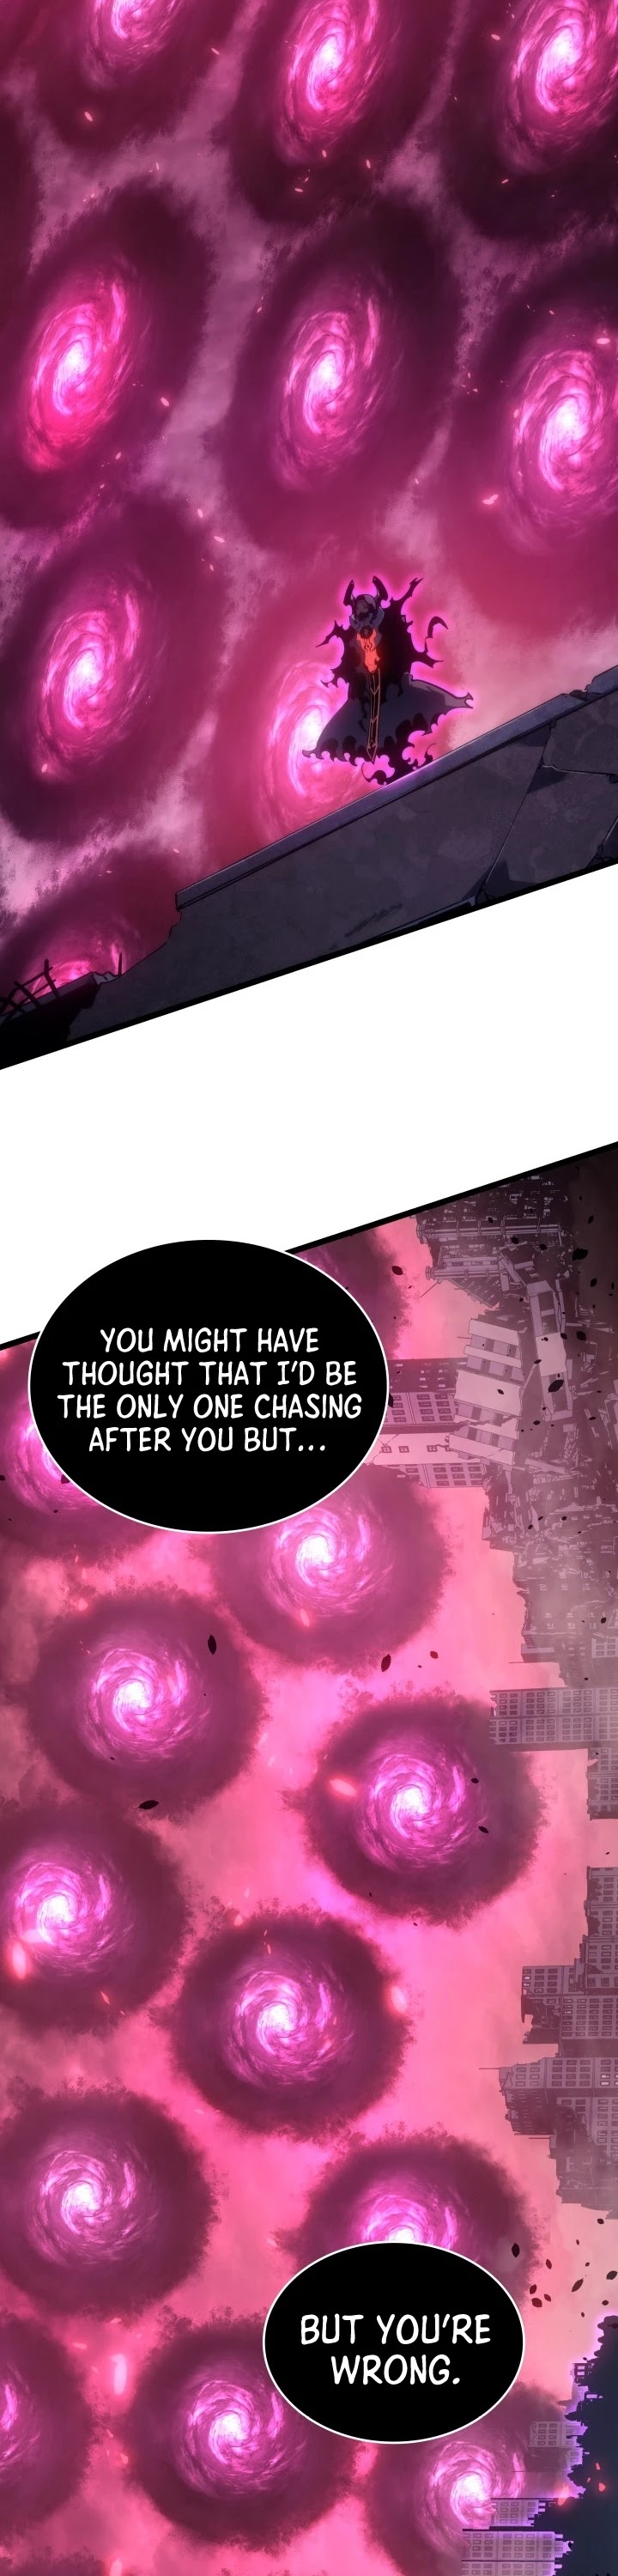 YOU MIGHT HAVE
THOUGHT THAT I'D BE
THE ONLY ONE CHASING
AFTER YOU BUT...
BUT YOU'RE
WRONG.